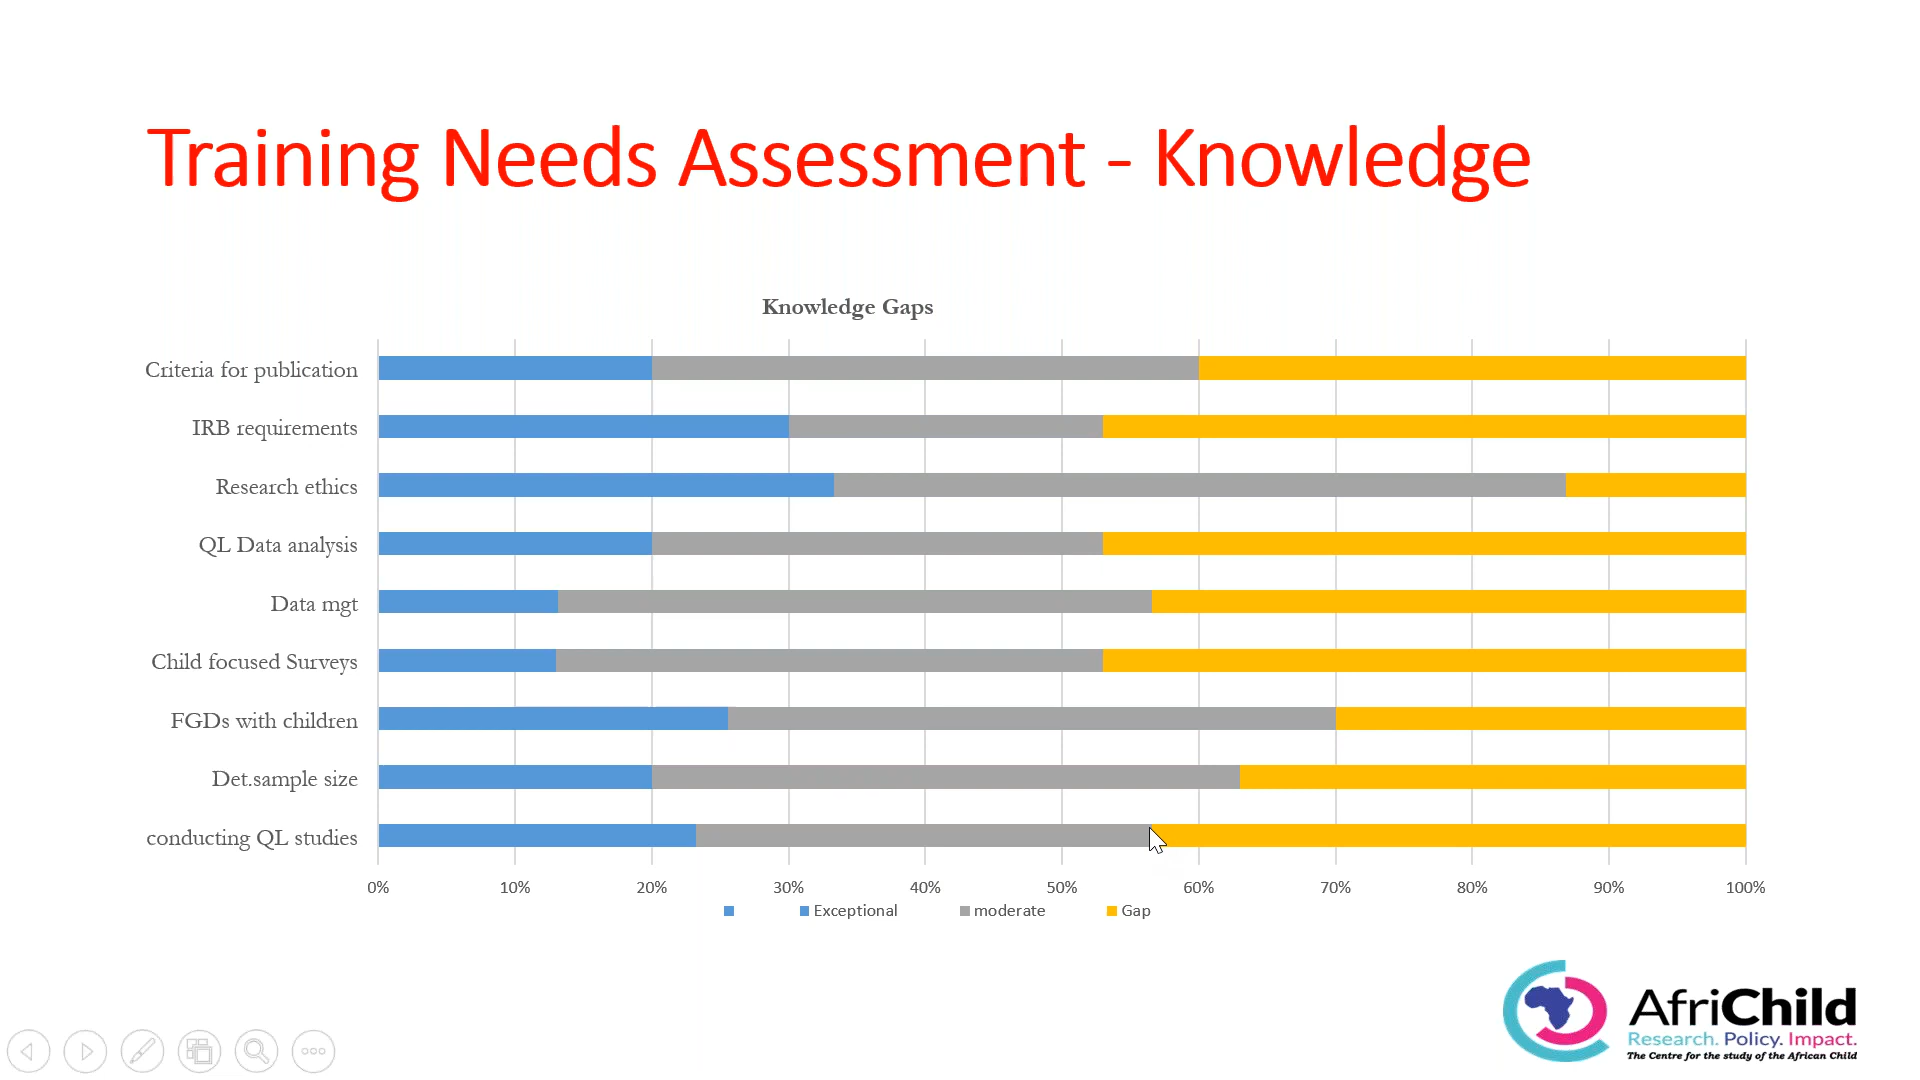 Training Needs Assessment - Knowledge
Knowledge Gaps
Criteria for publication
IRB requirements
Research ethics
QL Data analysis
Data mgt
Child focused Surveys
FGDs with children
Det.sample size
conducting QL studies
0% 10% 20% 30% 40% 50% 60% 70% 80% 90% 100%
Exceptional moderate Gap
AfriChild
Research. Policy. Impact.
The Centre for the study of the African Child